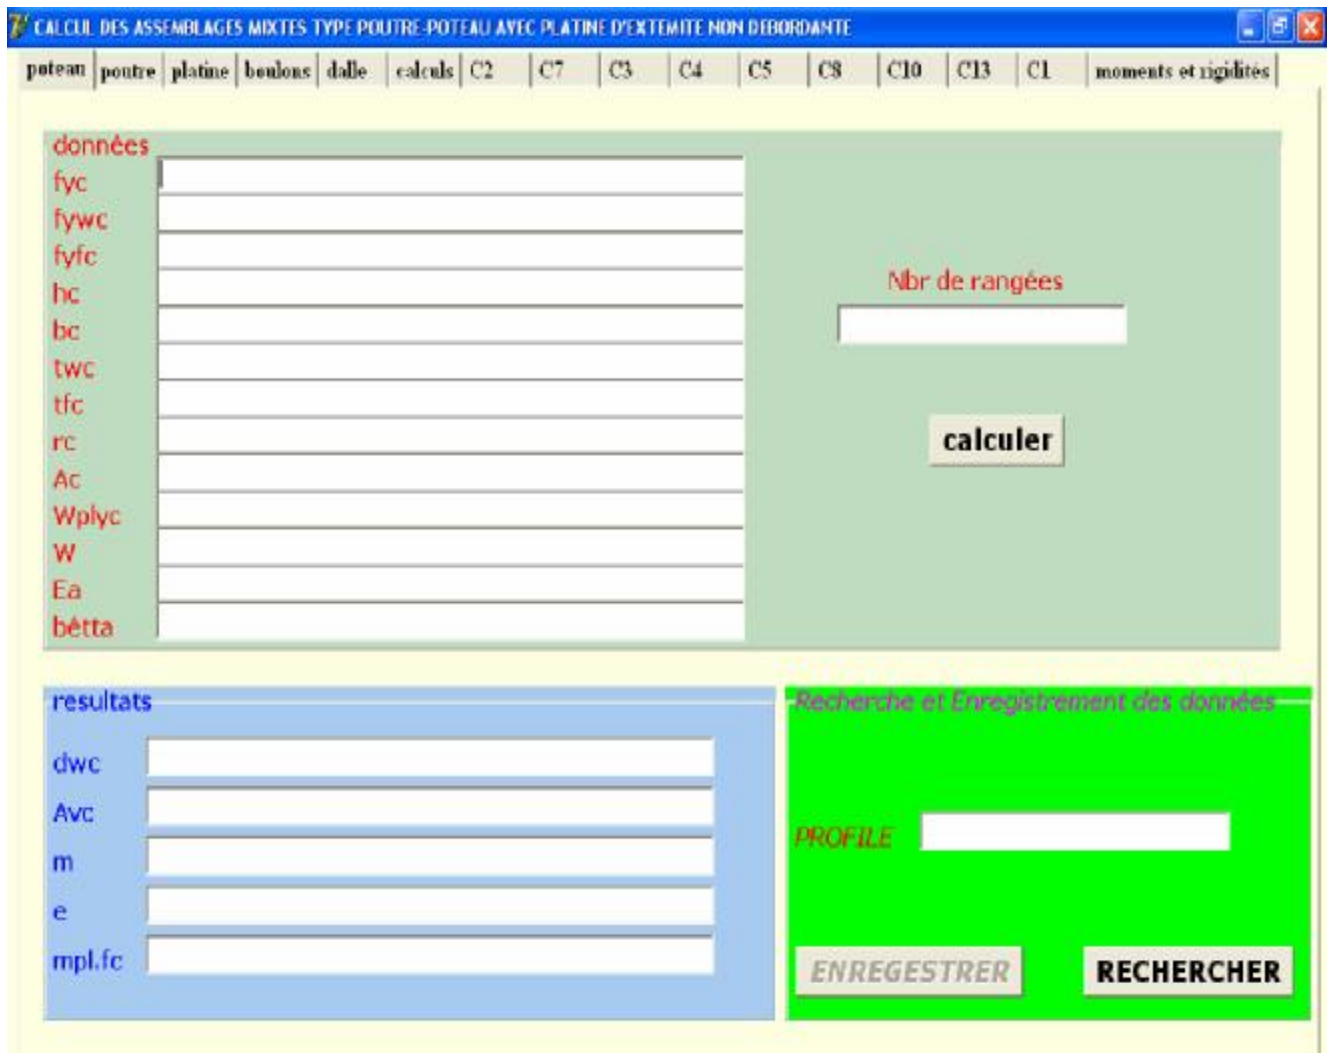 CALCUL DES ASSEMBLAGES MIXTES TYPE POUTRE-POTEAU AVEC PLATINE D'EXTEMITE NON DEBORDANTE
poteau poutre platine boulons dalle calculs C2 C7 C3 C4 C5 C8 C10 C13 C1 moments et rigidités
données
fyc
fywc
fyfc
hc
bc
twc
tfc
rc
Ac
Wplyc
W
Ea
bétta
Nbr de rangées
calculer
resultats
dwc
Avc
m
e
mpl.fc
Recherche et Enregistrement des données
PROFILE
ENREGESTRER RECHERCHER